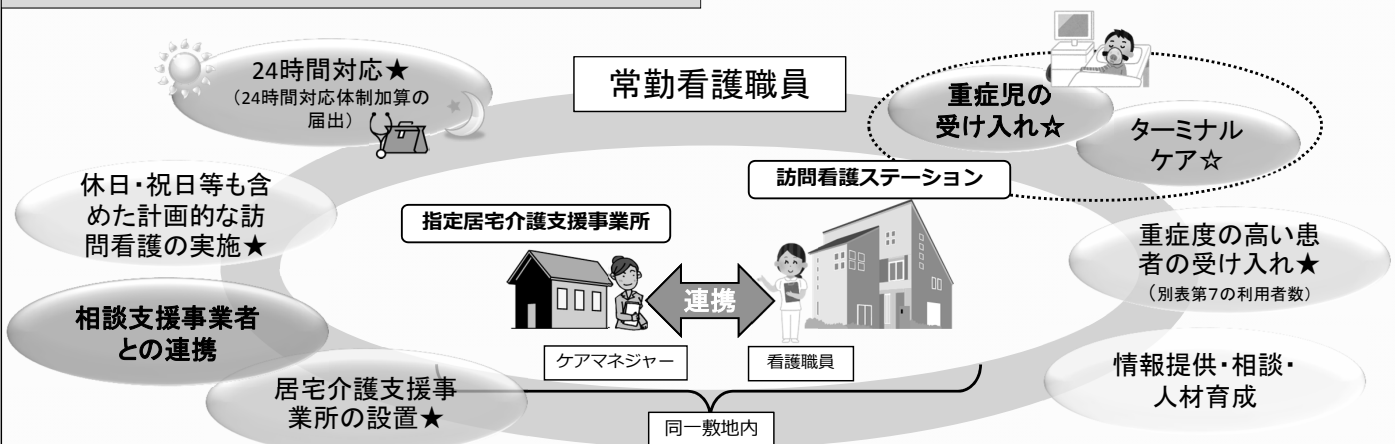 24時間対応★
（24時間対応体制加算の
届出）
常勤看護職員
重症児の
受け入れ☆
ターミナル
ケア☆
休日・祝日等も含
めた計画的な訪
問看護の実施★
指定居宅介護支援事業所
訪問看護ステーション
重症度の高い患
者の受け入れ★
（別表第７の利用者数）
連携
相談支援事業者
との連携
ケアマネジャー
看護職員
情報提供・相談・
人材育成
居宅介護支援事
業所の設置★
同一敷地内